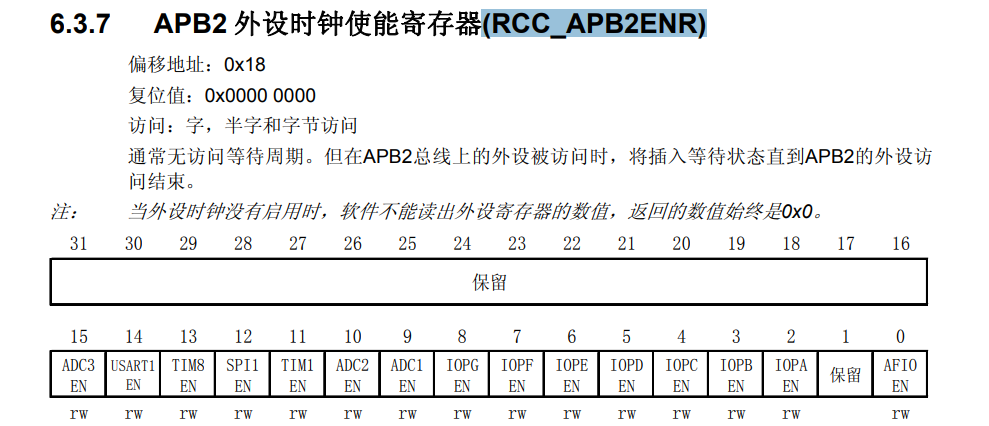 6.3.7 APB2 外设时钟使能寄存器(RCC_APB2ENR)
偏移地址：0x18
复位值：0x0000 0000
访问：字，半字和字节访问
通常无访问等待周期。但在APB2总线上的外设被访问时，将插入等待状态直到APB2的外设访
问结束。
注： 当外设时钟没有启用时，软件不能读出外设寄存器的数值，返回的数值始终是0x0。
31 30 29 28 27 26 25 24 23 22 21 20 19 18 17 16
保留
15 14 13 12 11 10 9 8 7 6 5 4 3 2 1 0
ADC3 USART1 TIM8 SPI1 TIM1 ADC2 ADC1 IOPG IOPF IOPE IOPD IOPC IOPB IOPA 保留 AFIO
EN EN EN EN EN EN EN EN EN EN EN EN EN EN EN
rw rw rw rw rw rw rw rw rw rw rw rw rw rw rw